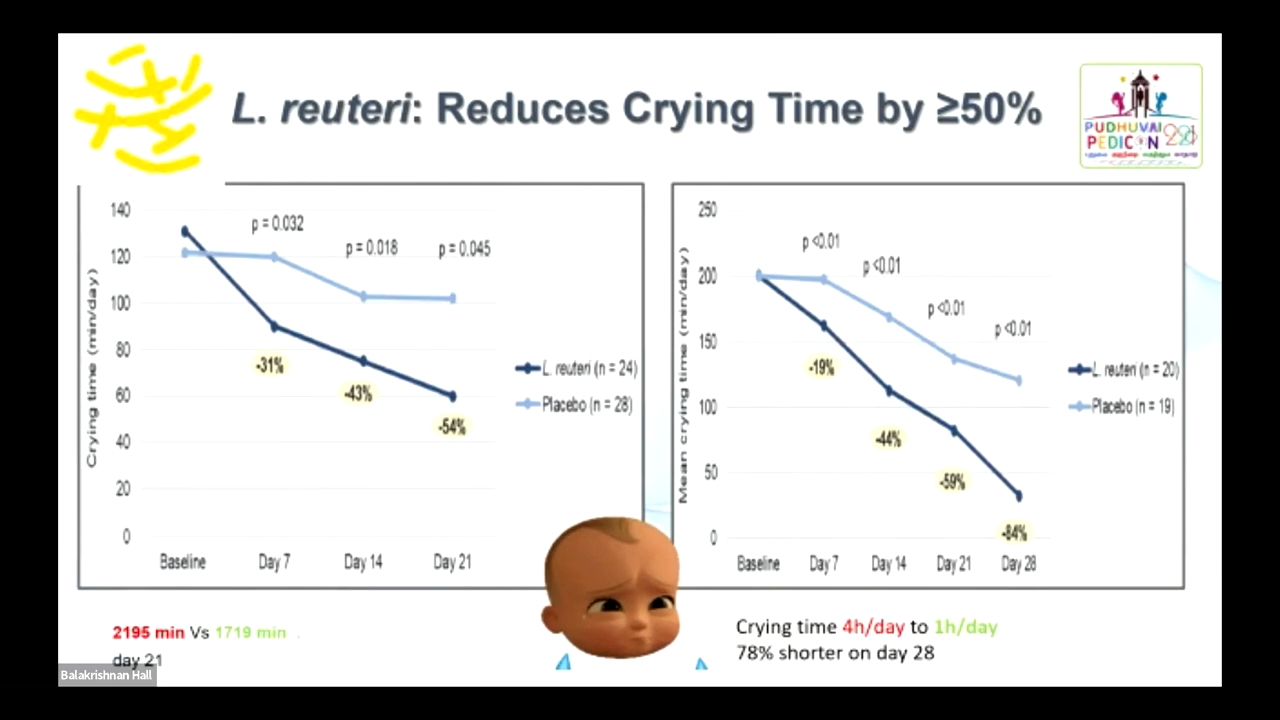 L. reuteri: Reduces Crying Time by ≥50%
PUDHUVAI
PEDICON
Crying time (min/day)
140
120
100
80
60
40
20
0
p = 0.032
p = 0.018
p = 0.045
-31%
-43%
-54%
Baseline
Day 7
Day 14
Day 21
L. reuteri (n = 24)
Placebo (n = 28)
Mean crying time (min/day)
250
200
150
100
50
0
p <0.01
p <0.01
p <0.01
p <0.01
-19%
-44%
-59%
-84%
Baseline
Day 7
Day 14
Day 21
Day 28
L. reuteri (n = 20)
Placebo (n = 19)
2195 min Vs 1719 min .
day 21
Crying time 4h/day to 1h/day
78% shorter on day 28
Balakrishnan Hall